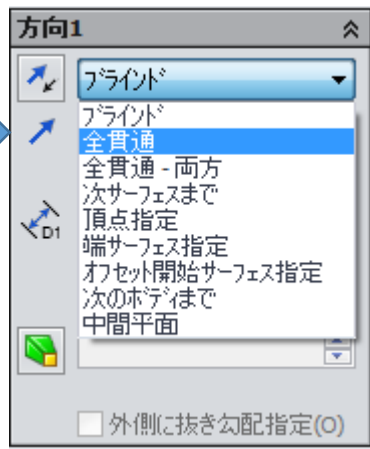 方向1
ブラインド
ブラインド
全貫通
全貫通 - 両方
次サーフェスまで
頂点指定
端サーフェス指定
オフセット開始サーフェス指定
次のボディまで
中間平面
D1
外側に抜き勾配指定(O)